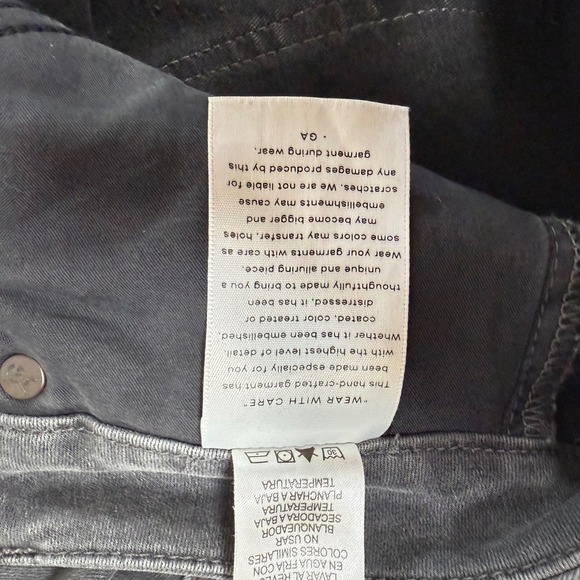 "WEAR WITH CARE"
This hand-crafted garment has
been made especially for you
with the highest level of detail.
Whether it has been embellished,
coated, color treated or
distressed, it has been
thoughtfully made to bring you a
unique and alluring piece.
Wear your garments with care as
some colors may transfer, holes
may become bigger and
embellishments may cause
scratches. We are not liable for
any damages produced by this
garment during wear.
• GA
LAVAR AL REVES
EN AGUA FRÍA CON
COLORES SIMILARES
NO USAR
BLANQUEADOR
SECADORA A BAJA
TEMPERATURA
PLANCHAR A BAJA
TEMPERATURA
30